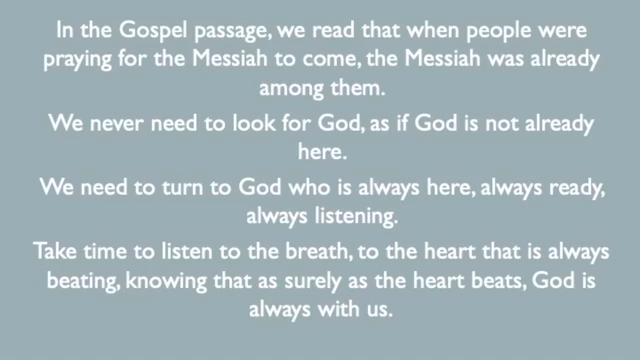 In the Gospel passage, we read that when people were
praying for the Messiah to come, the Messiah was already
among them.
We never need to look for God, as if God is not already
here.
We need to turn to God who is always here, always ready,
always listening.
Take time to listen to the breath, to the heart that is always
beating, knowing that as surely as the heart beats, God is
always with us.